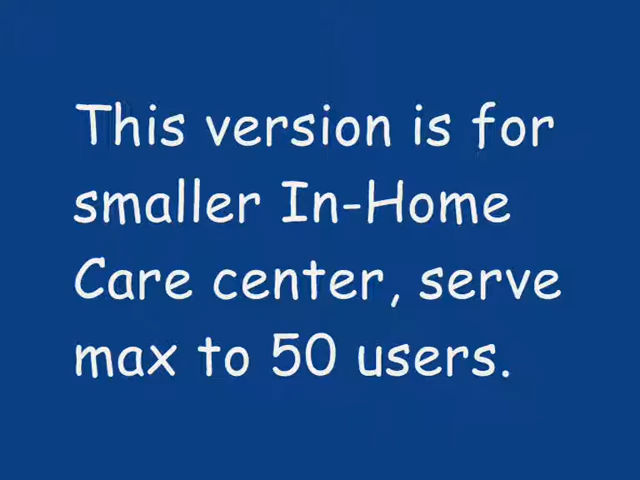 This version is for
smaller In-Home
Care center, serve
max to 50 users.